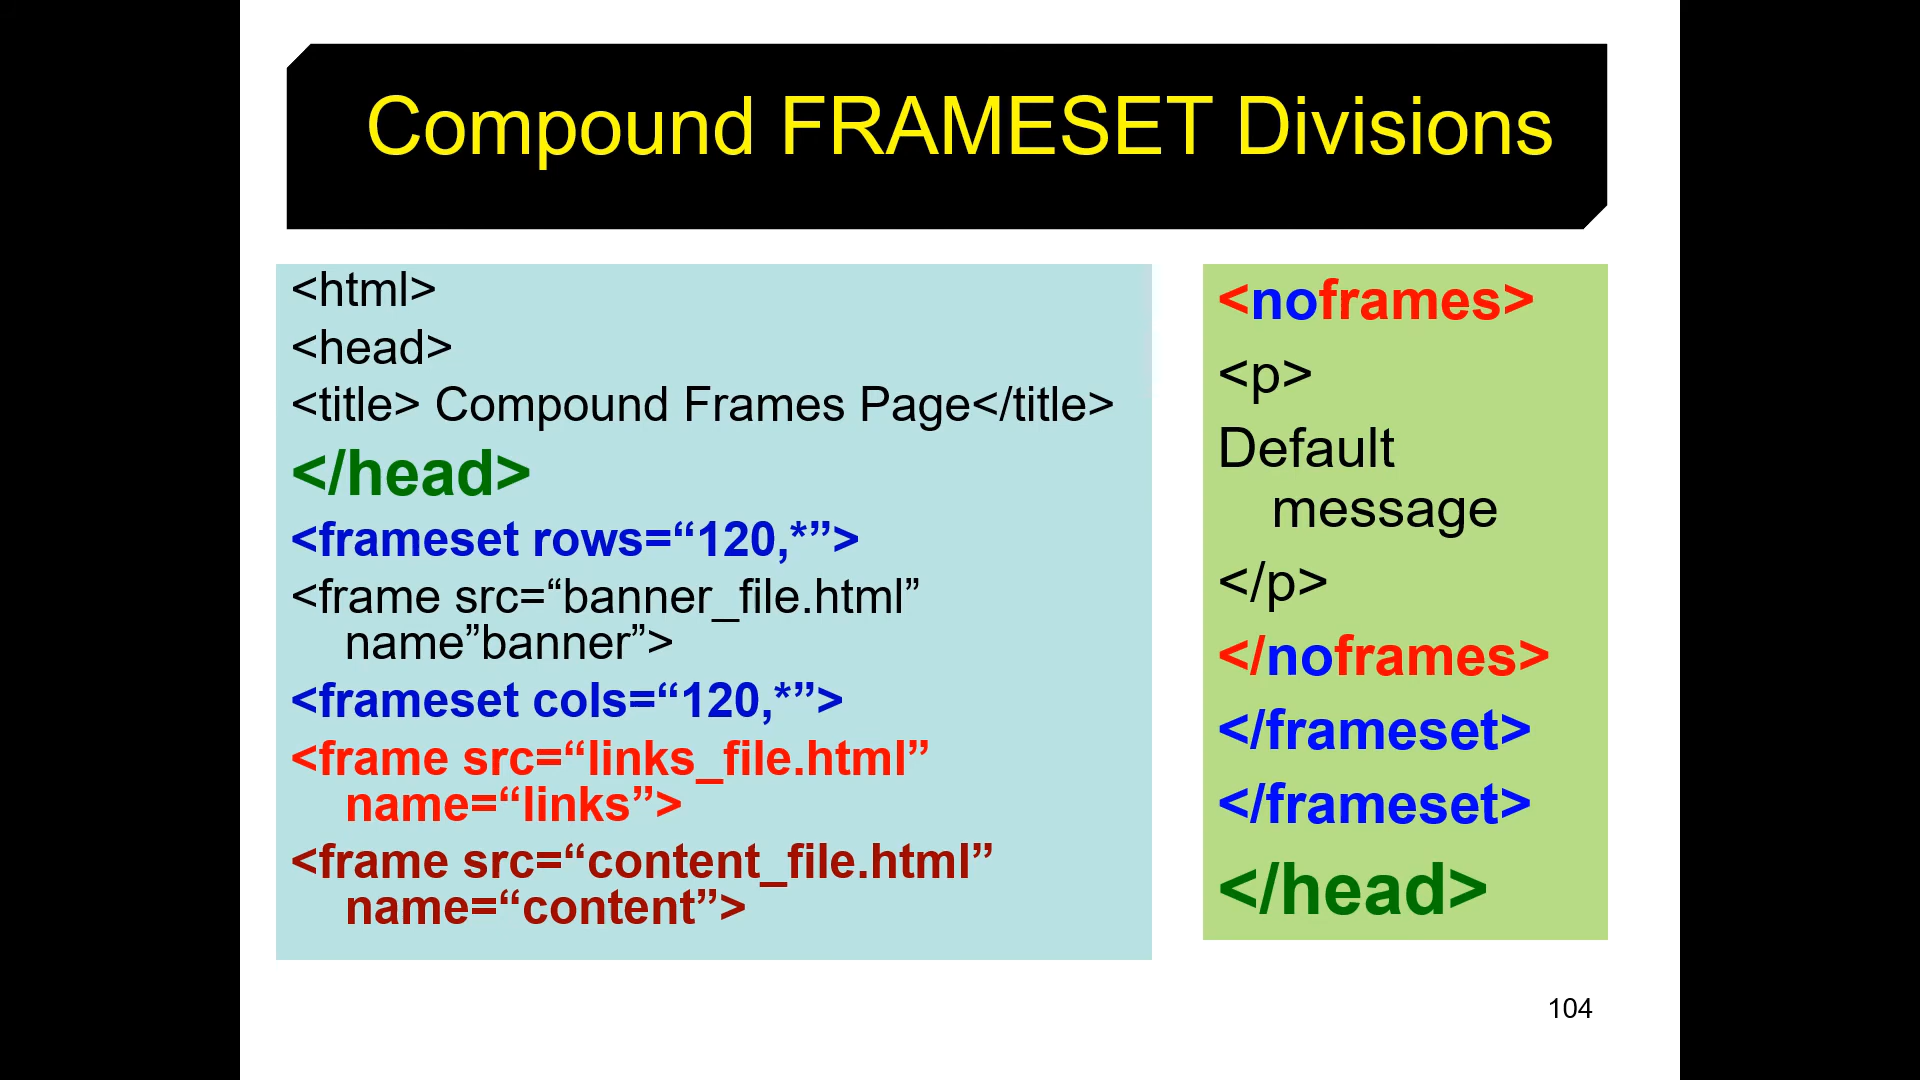 Compound FRAMESET Divisions
<html>
<head>
<title> Compound Frames Page</title>
</head>
<frameset rows=“120,*”>
<frame src=“banner_file.html”
name”banner”>
<frameset cols=“120,*”>
<frame src=“links_file.html”
name=“links”>
<frame src=“content_file.html”
name=“content”>
<noframes>
<p>
Default
message
</p>
</noframes>
</frameset>
</frameset>
</head>
104